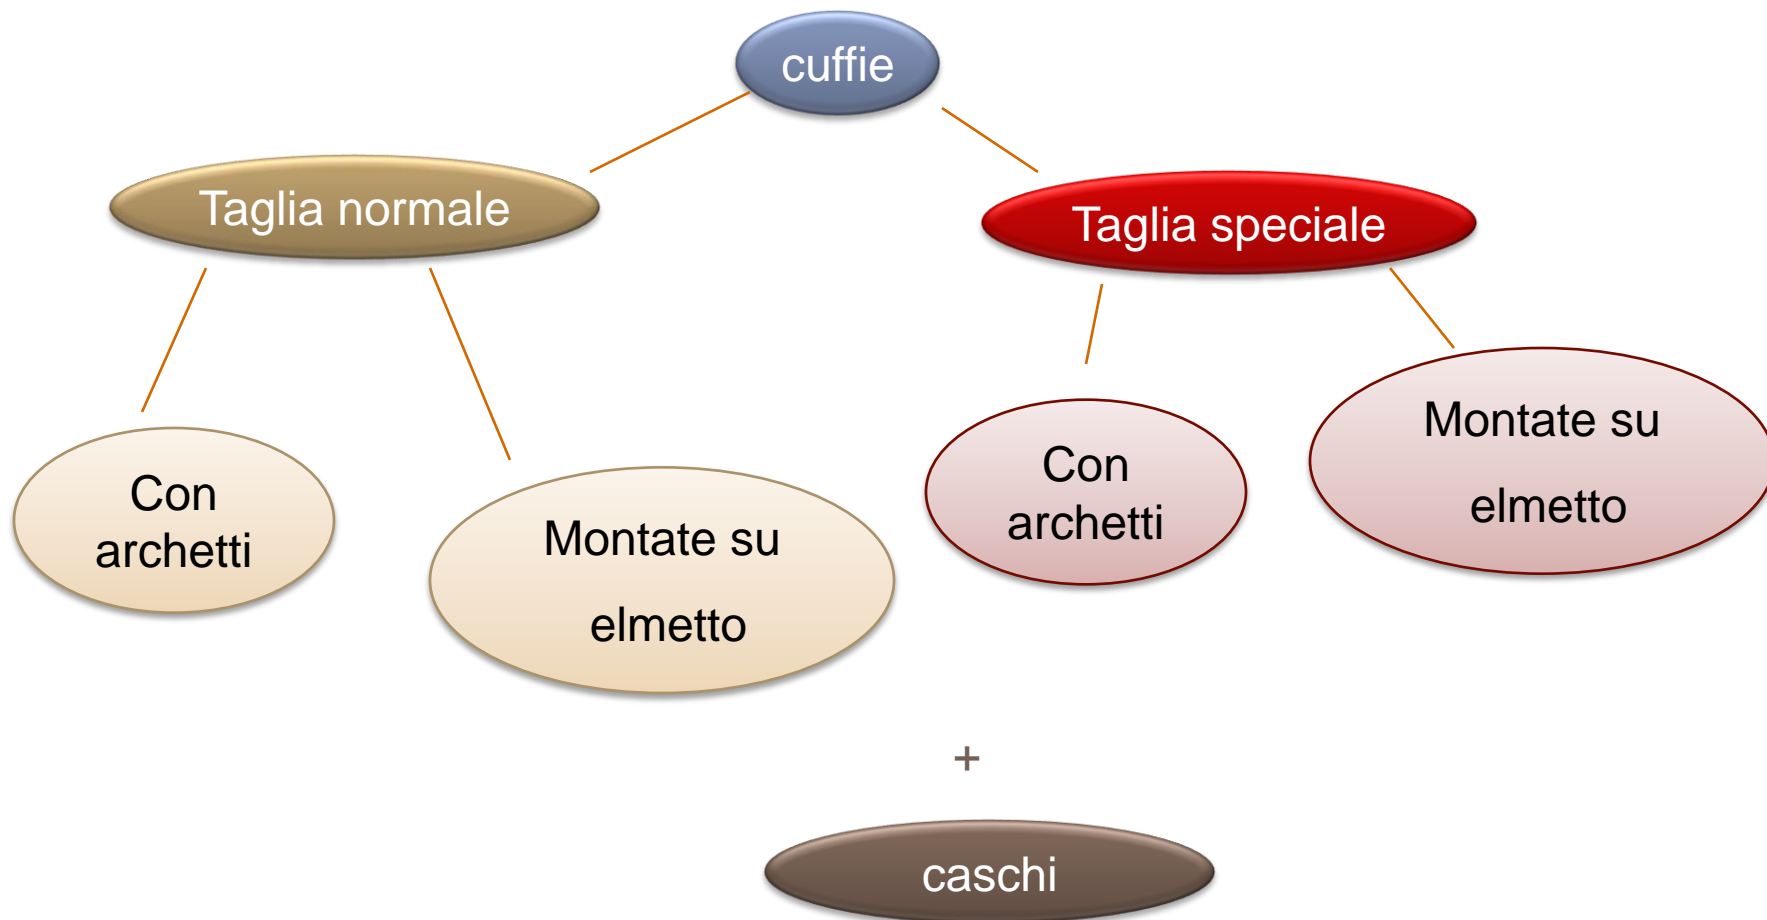 cuffie
Taglia normale
Taglia speciale
Con
archetti
Montate su
elmetto
Con
archetti
Montate su
elmetto
+
caschi